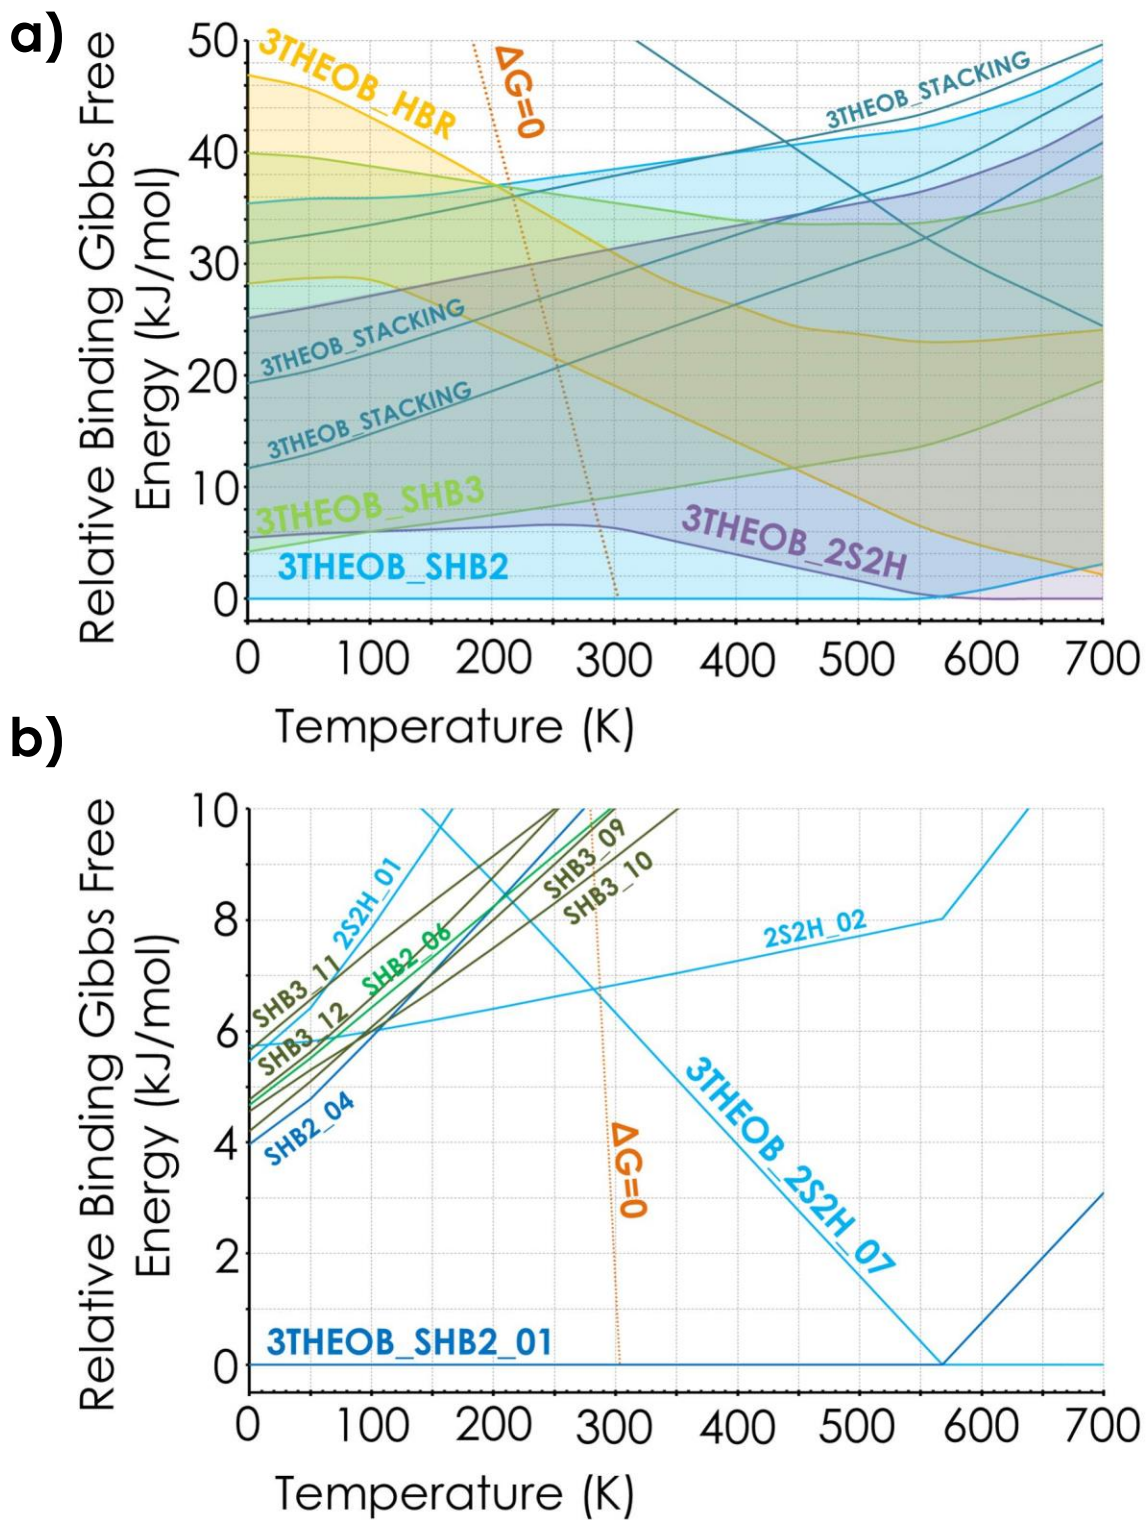 a)
Relative Binding Gibbs Free
Energy (kJ/mol)
50
40
30
20
10
0
3THEOB_HBR
ΔG=0
3THEOB_STACKING
3THEOB_STACKING
3THEOB_STACKING
3THEOB_SHB3
3THEOB_2S2H
3THEOB_SHB2
0 100 200 300 400 500 600 700
Temperature (K)
b)
Relative Binding Gibbs Free
Energy (kJ/mol)
10
8
6
4
2
0
2S2H_01
SHB3_09
SHB3_10
2S2H_02
SHB2_06
SHB3_11
SHB3_12
SHB2_04
ΔG=0
3THEOB_2S2H_07
3THEOB_SHB2_01
0 100 200 300 400 500 600 700
Temperature (K)